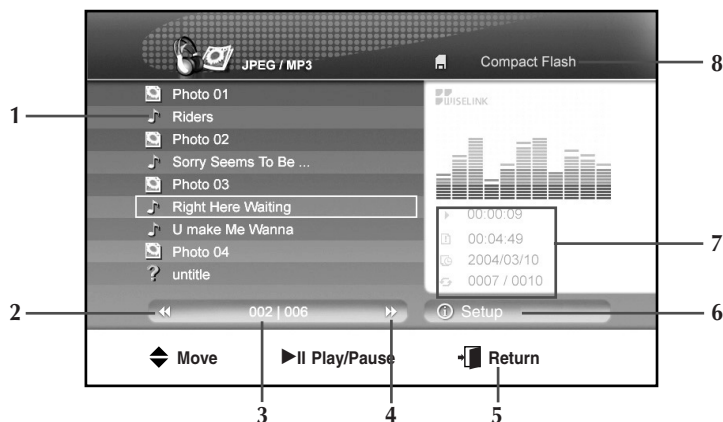 JPEG / MP3
Compact Flash
8
Photo 01
WISELINK
1
Riders
Photo 02
Sorry Seems To Be ...
Photo 03
Right Here Waiting
U make Me Wanna
Photo 04
? untitle
00:00:09
00:04:49
2004/03/10
0007 / 0010
7
2
002 | 006
Setup
6
Move
Play/Pause
Return
3
4
5